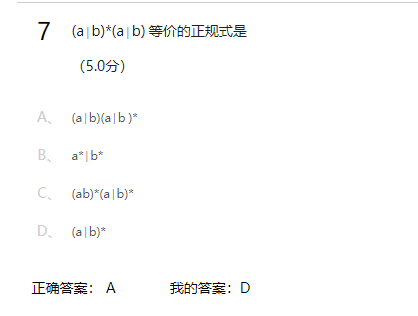 7 (a|b)*(a|b) 等价的正规式是
（5.0分）
A、 (a|b)(a|b )*
B、 a*|b*
C、 (ab)*(a|b)*
D、 (a|b)*
正确答案： A 我的答案：D